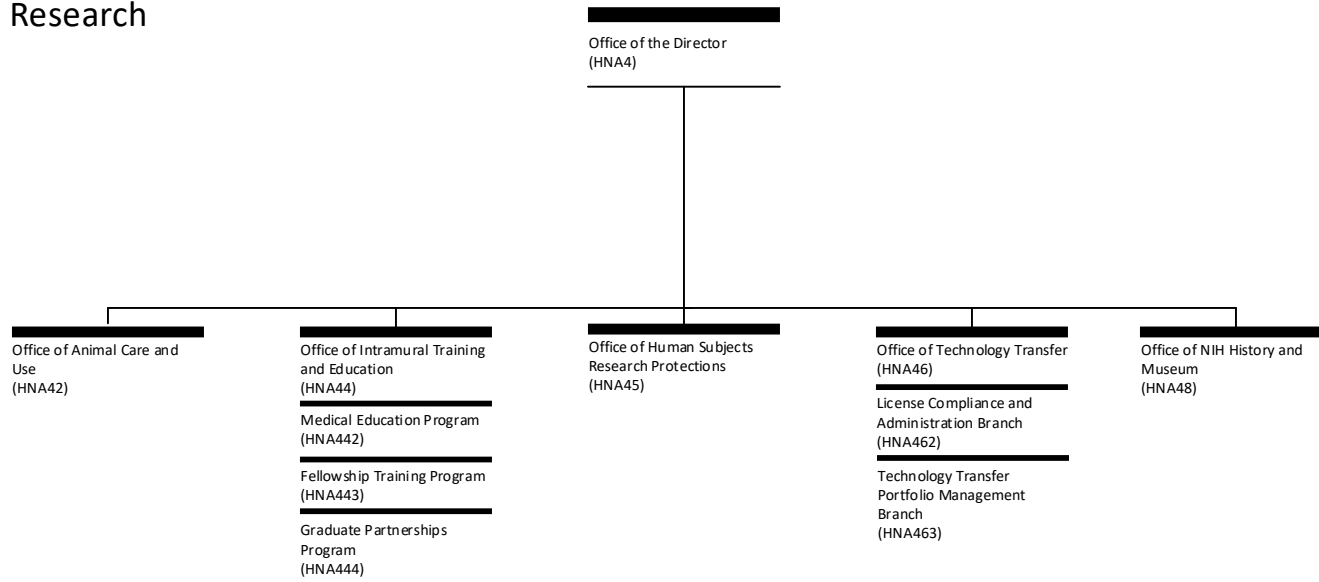 Research
Office of the Director
(HNA4)
Office of Animal Care and
Use
(HNA42)
Office of Intramural Training
and Education
(HNA44)
Medical Education Program
(HNA442)
Fellowship Training Program
(HNA443)
Graduate Partnerships
Program
(HNA444)
Office of Human Subjects
Research Protections
(HNA45)
Office of Technology Transfer
(HNA46)
License Compliance and
Administration Branch
(HNA462)
Technology Transfer
Portfolio Management
Branch
(HNA463)
Office of NIH History and
Museum
(HNA48)